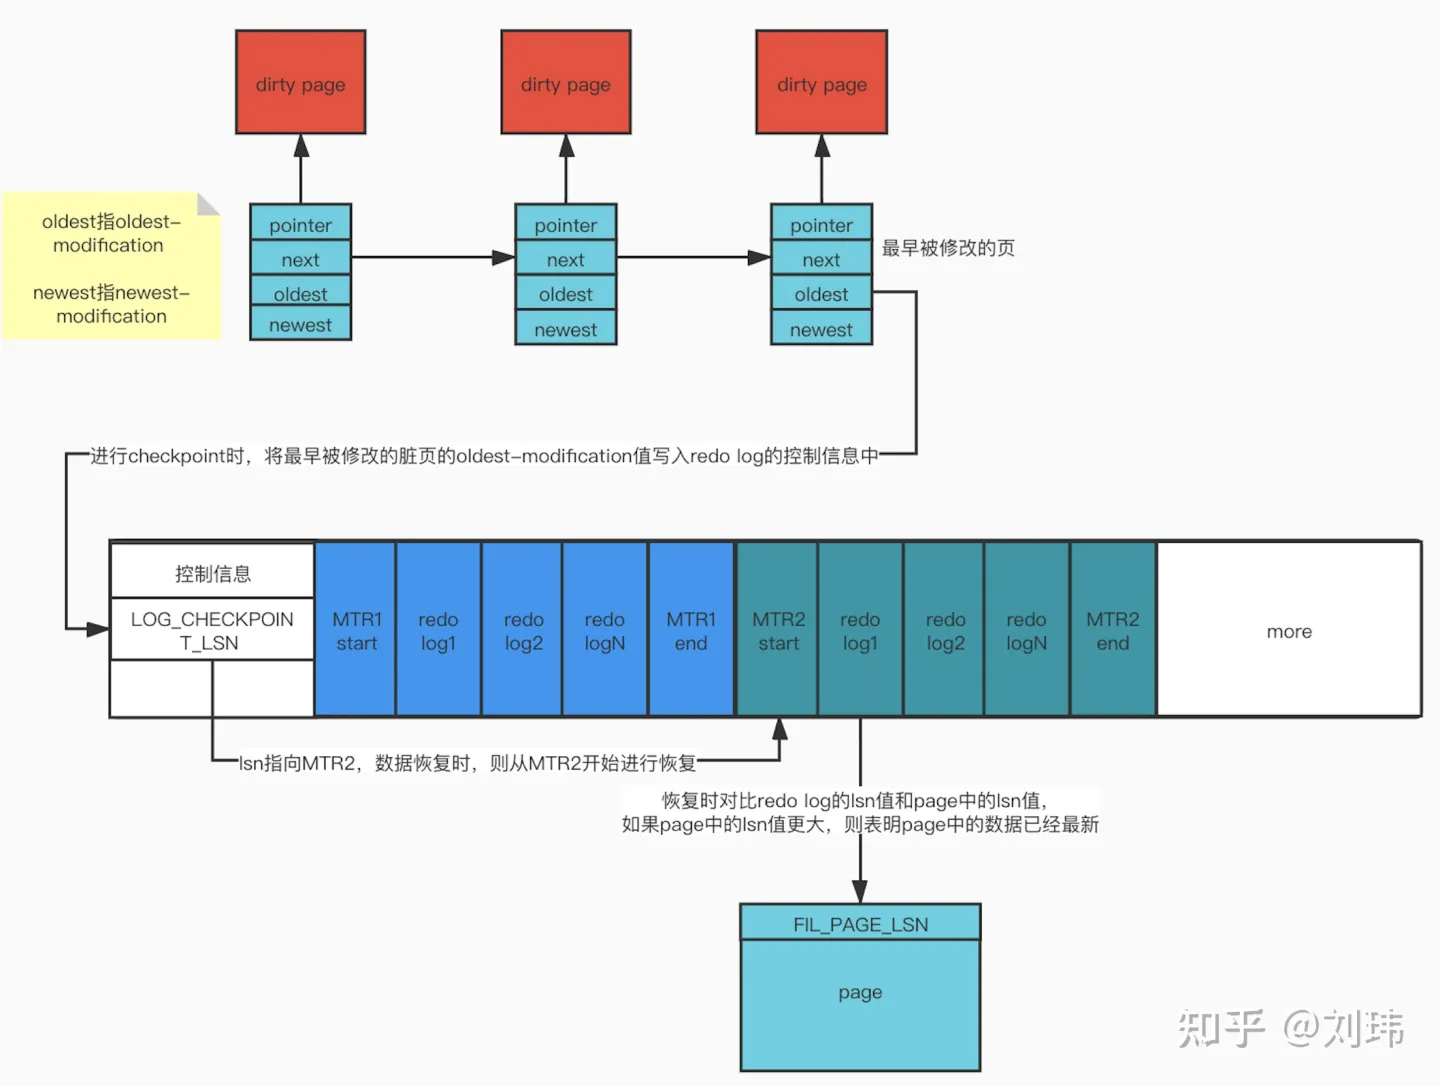 dirty page
dirty page
dirty page
oldest指oldest-
modification
newest指newest-
modification
pointer
next
oldest
newest
pointer
next
oldest
newest
pointer
next
oldest
newest
最早被修改的页
进行checkpoint时，将最早被修改的脏页的oldest-modification值写入redo log的控制信息中
控制信息
LOG_CHECKPOIN
T_LSN
MTR1
start
redo
log1
redo
log2
redo
logN
MTR1
end
MTR2
start
redo
log1
redo
log2
redo
logN
MTR2
end
more
lsn指向MTR2，数据恢复时，则从MTR2开始进行恢复
恢复时对比redo log的lsn值和page中的lsn值，
如果page中的lsn值更大，则表明page中的数据已经最新
FIL_PAGE_LSN
page
知乎 @刘玮